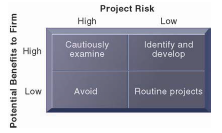 Project Risk
High Low
Potential Benefits to Firm
High
Cautiously examine
Identify and develop
Low
Avoid
Routine projects